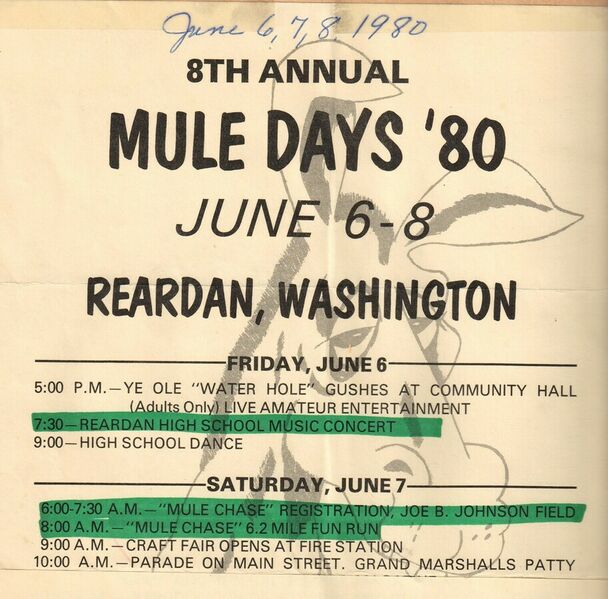 June 6, 7, 8, 1980
8TH ANNUAL
MULE DAYS '80
JUNE 6-8
REARDAN, WASHINGTON
FRIDAY, JUNE 6
5:00 P.M.—YE OLE "WATER HOLE" GUSHES AT COMMUNITY HALL
(Adults Only) LIVE AMATEUR ENTERTAINMENT
7:30—REARDAN HIGH SCHOOL MUSIC CONCERT
9:00—HIGH SCHOOL DANCE
SATURDAY, JUNE 7
6:00-7:30 A.M.—"MULE CHASE" REGISTRATION, JOE B. JOHNSON FIELD
8:00 A.M.—"MULE CHASE" 6.2 MILE FUN RUN
9:00 A.M.—CRAFT FAIR OPENS AT FIRE STATION
10:00 A.M.—PARADE ON MAIN STREET. GRAND MARSHALLS PATTY